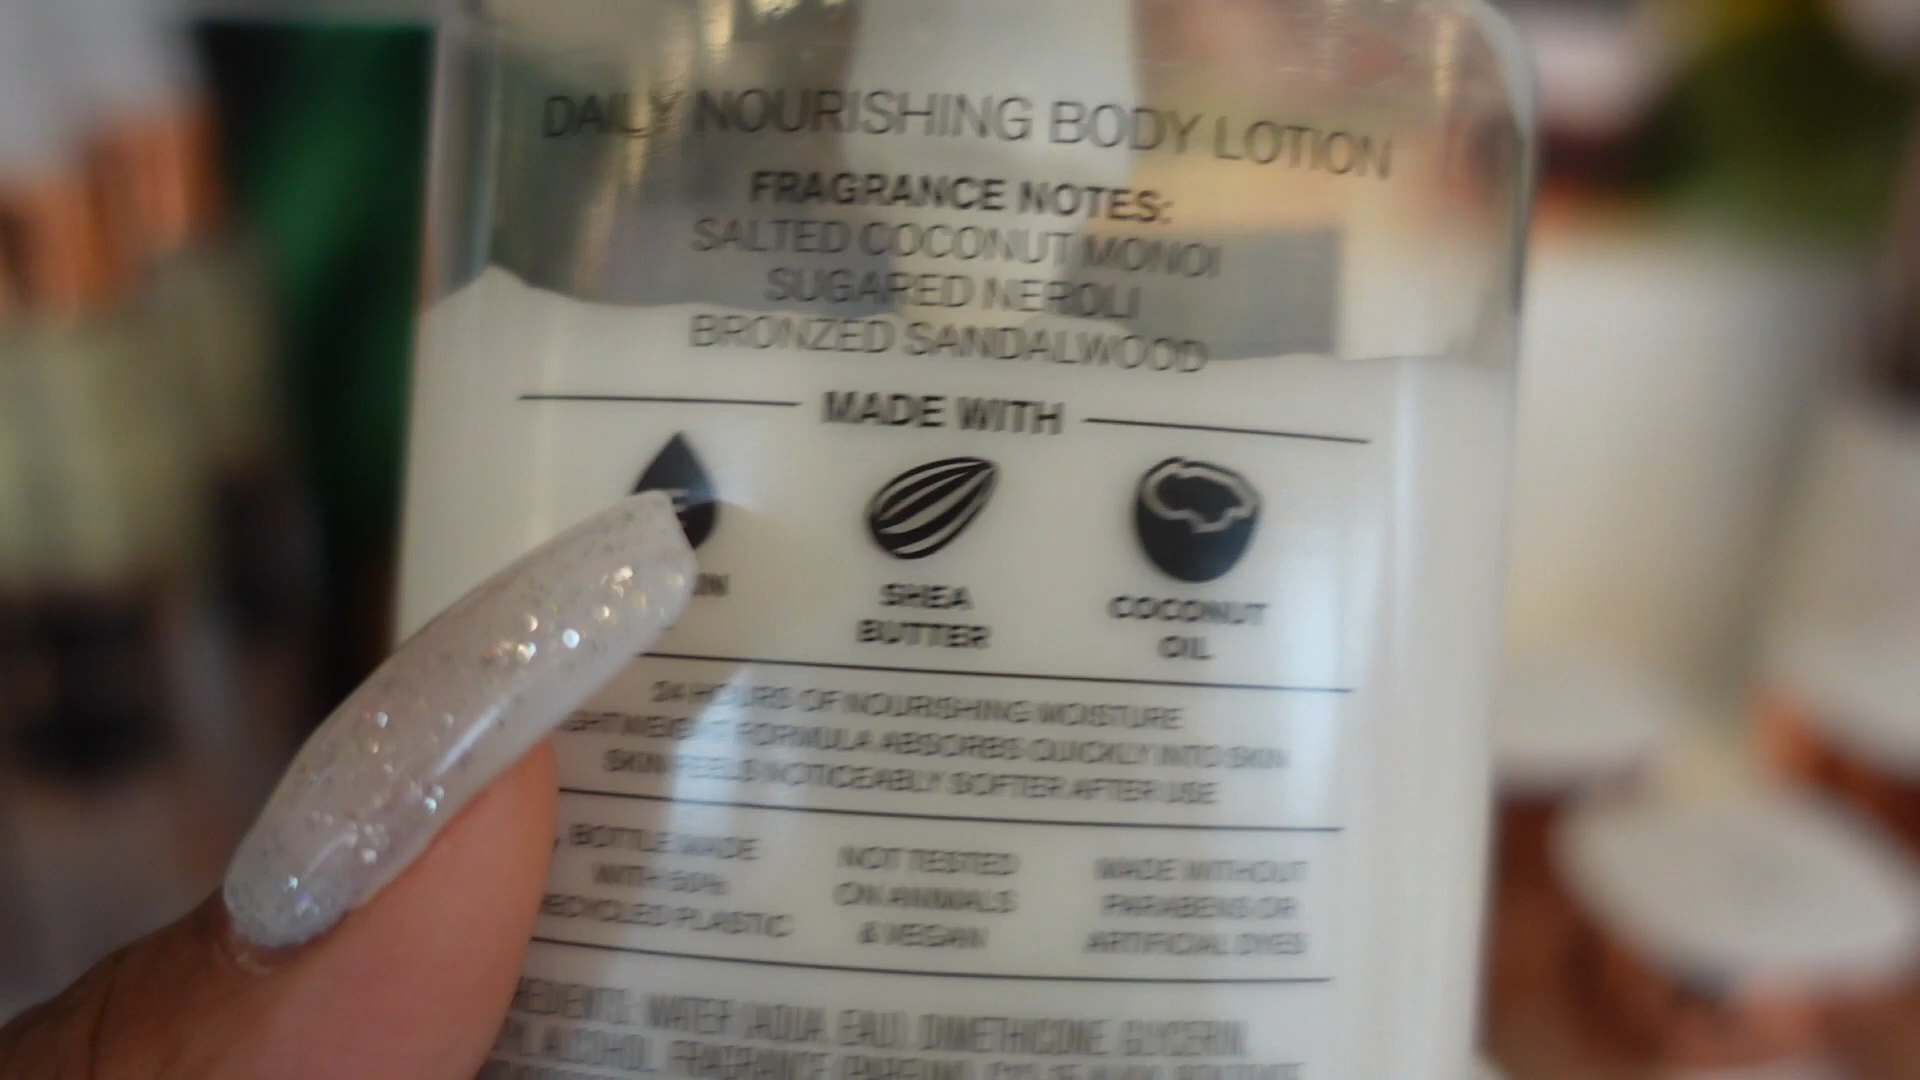 DAILY NOURISHING BODY LOTION
FRAGRANCE NOTES:
SALTED COCONUT MONOI
SUGARED NEROLI
BRONZED SANDALWOOD
MADE WITH
SHEA
BUTTER
COCONUT
OIL
24 HOURS OF NOURISHING MOISTURE
FORMULA ABSORBS QUICKLY INTO SKIN
SKIN FEELS NOTICEABLY SOFTER AFTER USE
BOTTLE MADE
WITH 50%
RECYCLED PLASTIC
NOT TESTED
ON ANIMALS
& VEGAN
MADE WITHOUT
PARABENS OR
ARTIFICIAL DYES
WATER (AQUA, EAU), DIMETHICONE, GLYCERIN,
ALCOHOL, FRAGRANCE (PARFUM),